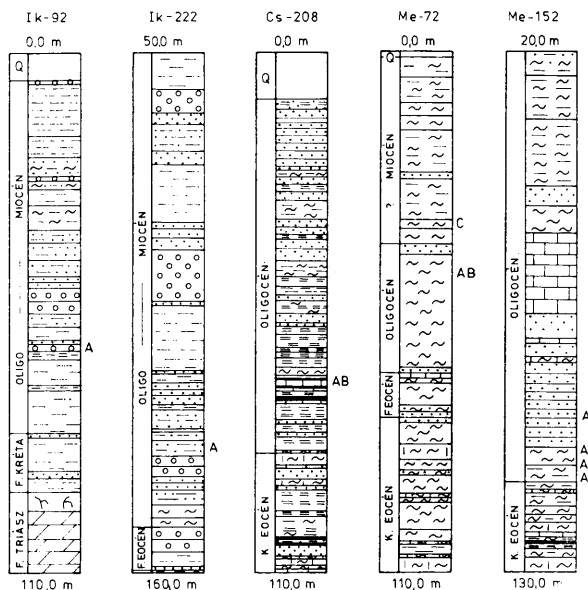 Ik-92
0,0 m
Q
MIOCÉN
OLIGO
F. KRÉTA
F. TRIÁSZ
A
110,0 m
Ik-222
50,0 m
MIOCÉN
OLIGO
F. EOCÉN
A
160,0 m
Cs-208
0,0 m
Q
OLIGOCÉN
K. EOCÉN
AB
110,0 m
Me-72
0,0 m
Q
MIOCÉN
?
OLIGOCÉN
F.EOCÉN
K. EOCÉN
C
AB
110,0 m
Me-152
20,0 m
OLIGOCÉN
K. EOCÉN
A
A
A
A
130,0 m